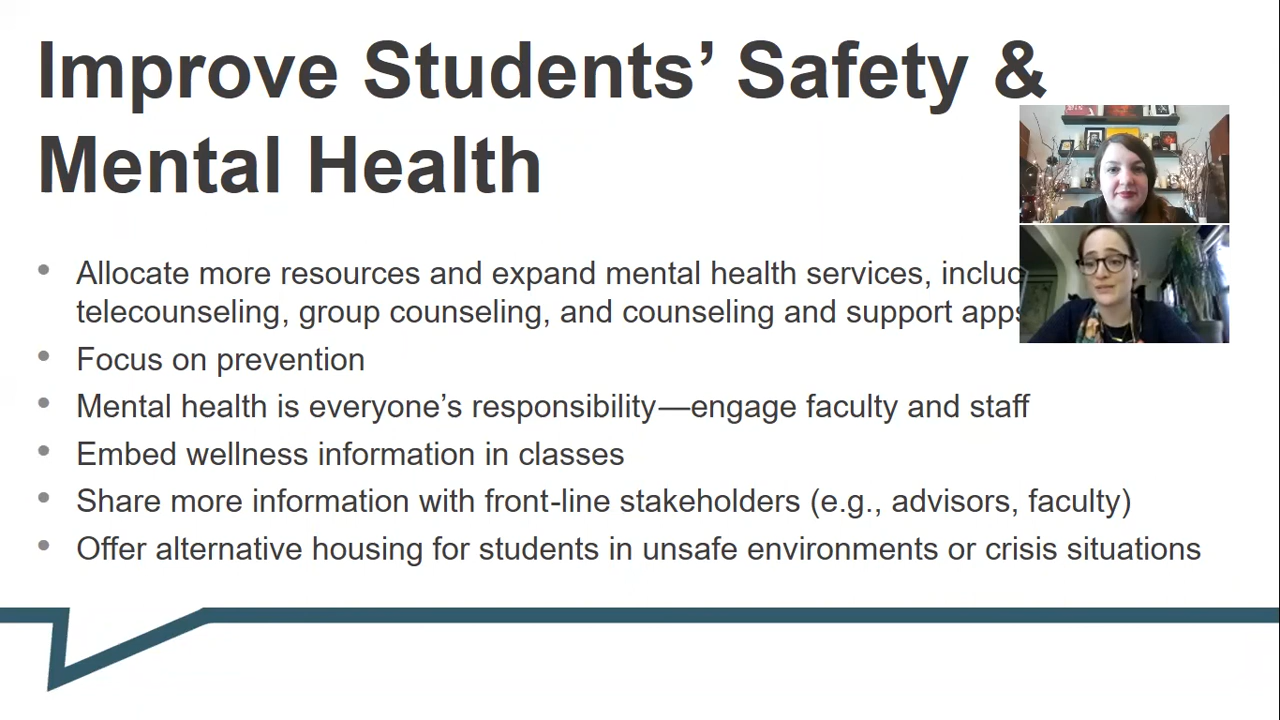 Improve Students’ Safety &
Mental Health
Allocate more resources and expand mental health services,
telecounseling, group counseling, and counseling and support apps
Focus on prevention
Mental health is everyone’s responsibility—engage faculty and staff
Embed wellness information in classes
Share more information with front-line stakeholders (e.g., advisors, faculty)
Offer alternative housing for students in unsafe environments or crisis situations